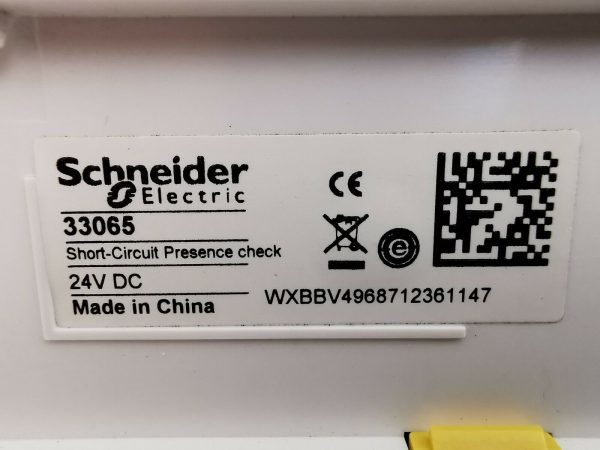 Schneider
Electric
33065
Short-Circuit Presence check
24V DC
Made in China
CE
e
WXBBV4968712361147